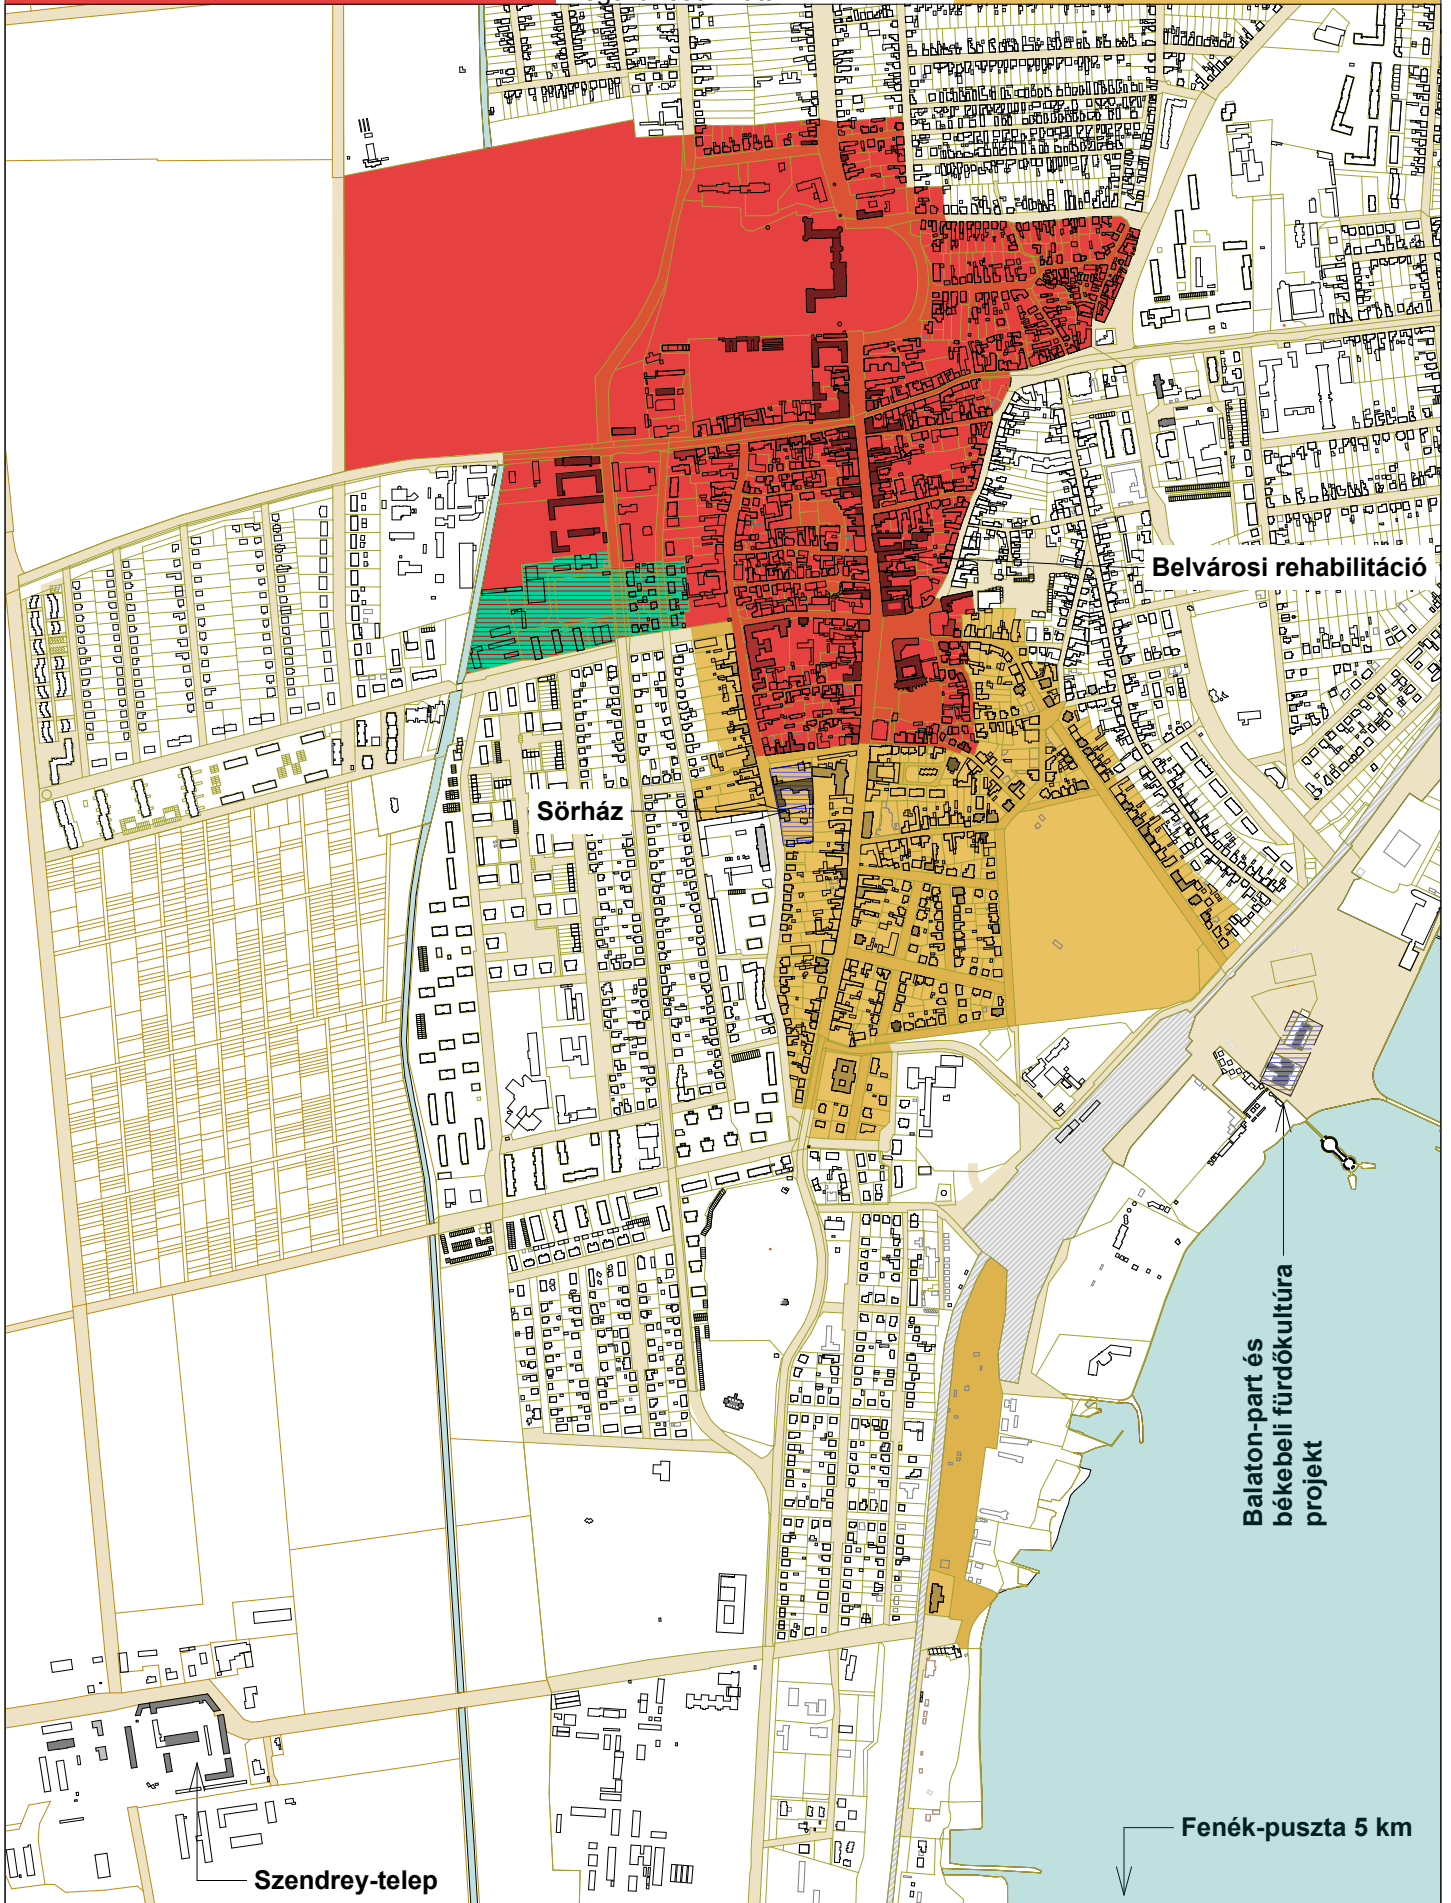 Belvárosi rehabilitáció
Sörház
Balaton-part és
békebeli fürdőkultúra
projekt
Fenék-puszta 5 km
Szendrey-telep